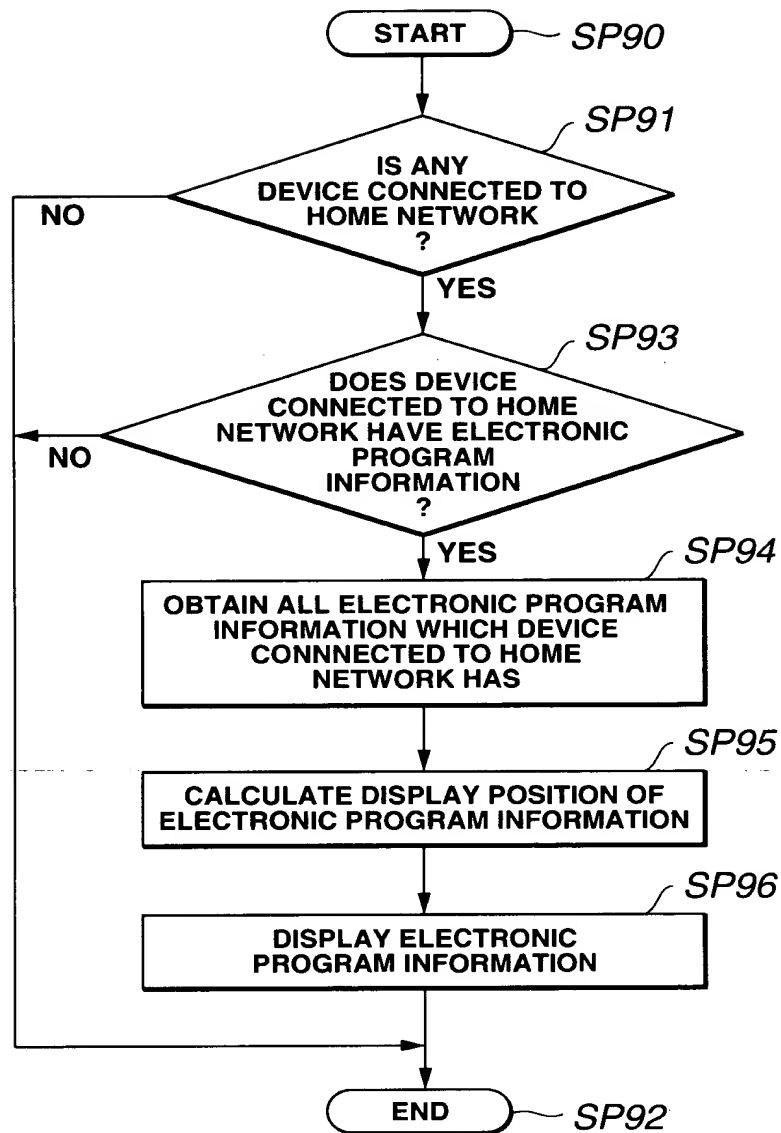 START
SP90
SP91
IS ANY
DEVICE CONNECTED TO
HOME NETWORK
?
NO
YES
SP93
DOES DEVICE
CONNECTED TO HOME
NETWORK HAVE ELECTRONIC
PROGRAM
INFORMATION
?
NO
YES
SP94
OBTAIN ALL ELECTRONIC PROGRAM
INFORMATION WHICH DEVICE
CONNNECTED TO HOME
NETWORK HAS
SP95
CALCULATE DISPLAY POSITION OF
ELECTRONIC PROGRAM INFORMATION
SP96
DISPLAY ELECTRONIC
PROGRAM INFORMATION
END
SP92